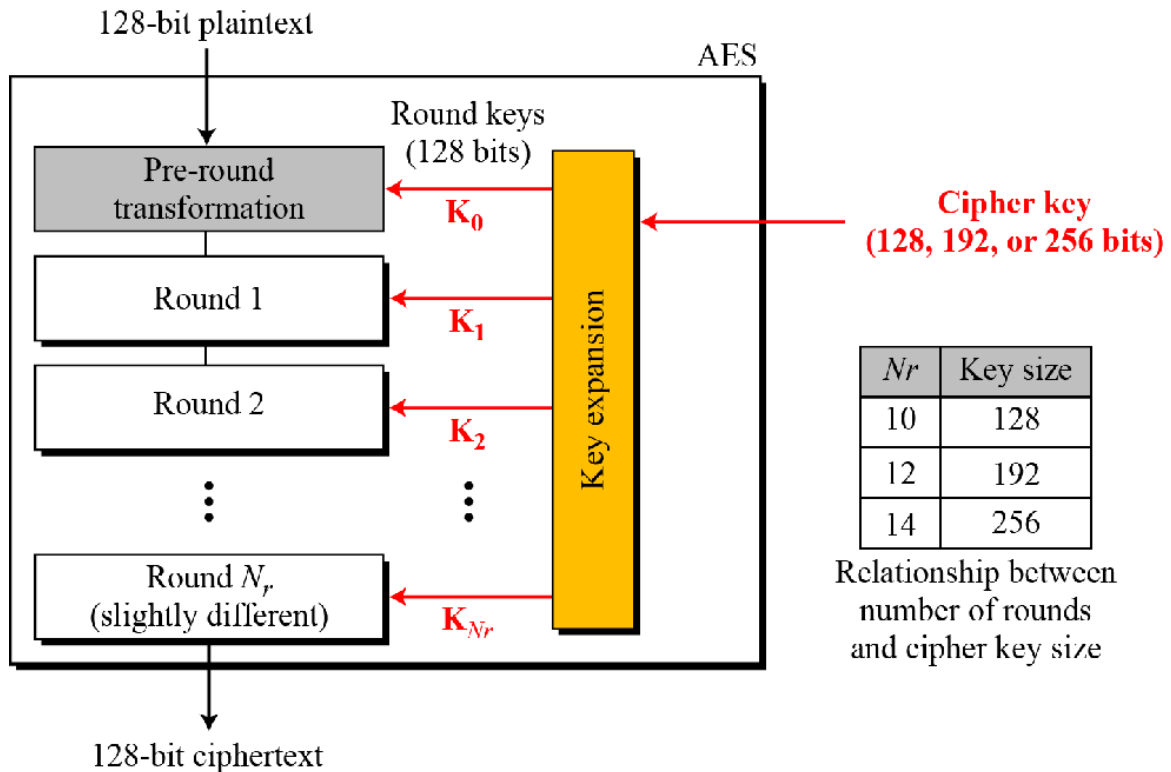 128-bit plaintext
AES
Round keys
(128 bits)
Pre-round
transformation
K0
Cipher key
(128, 192, or 256 bits)
Round 1
K1
Key expansion
Round 2
K2
Nr Key size
10 128
12 192
14 256
Relationship between
number of rounds
and cipher key size
Round Nr
(slightly different)
KNr
128-bit ciphertext